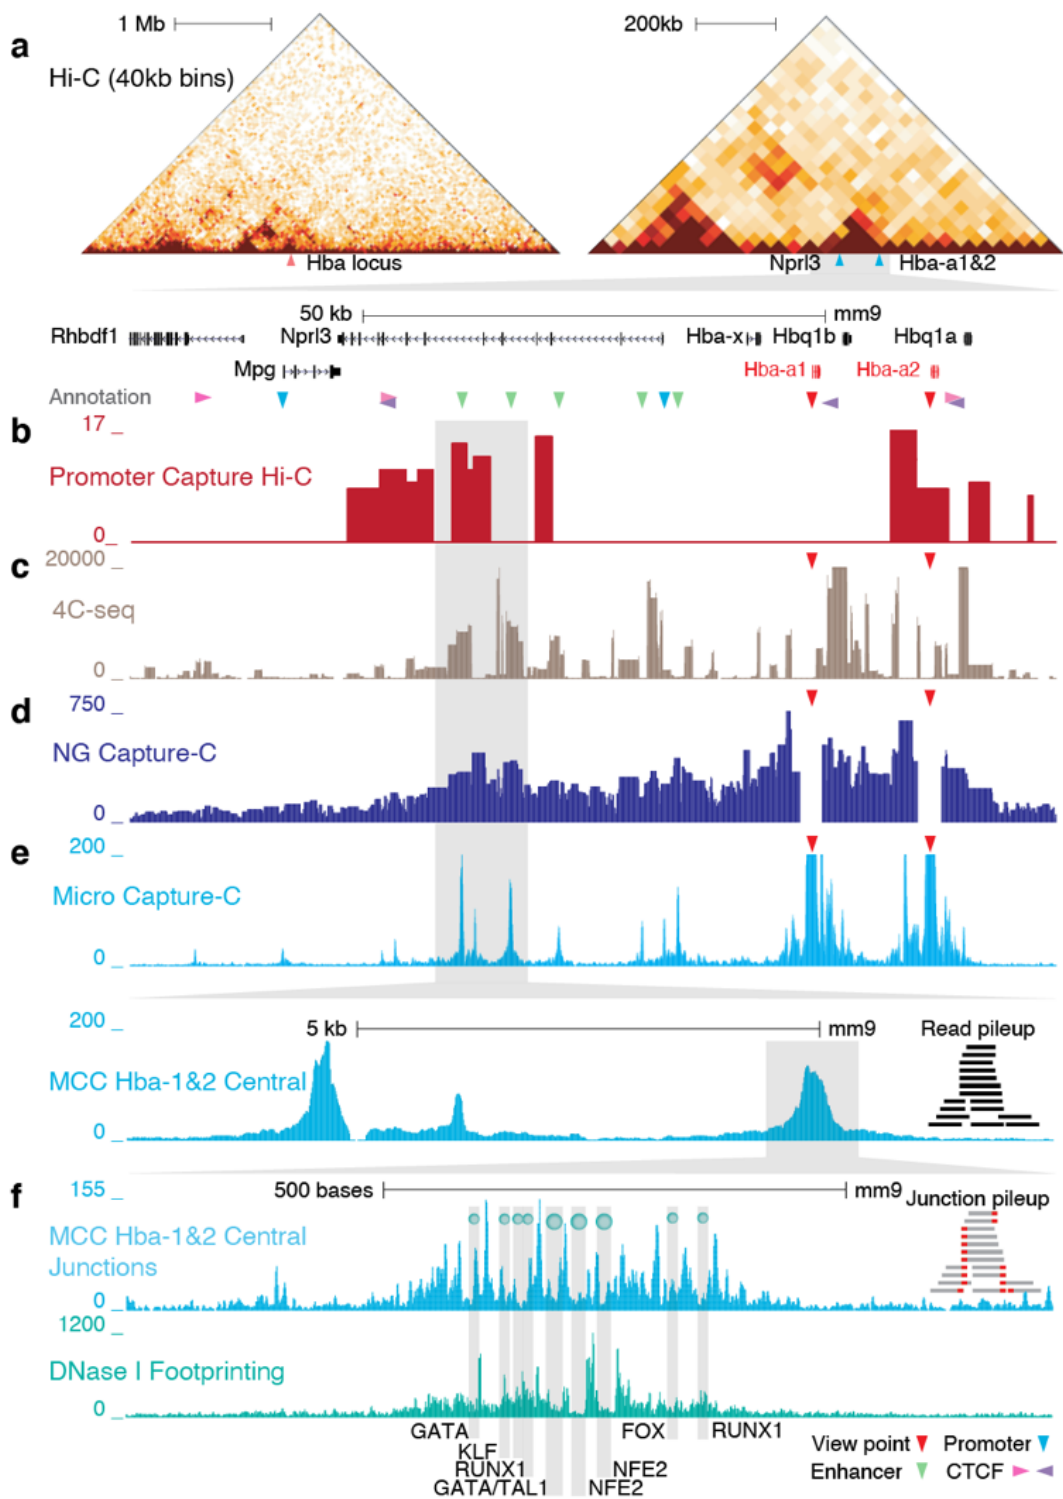 1 Mb
200kb
a
Hi-C (40kb bins)
Hba locus
Nprl3
Hba-a1&2
50 kb
mm9
Rhbdf1
Nprl3
Hba-x
Hbq1b
Hbq1a
Mpg
Hba-a1
Hba-a2
Annotation
b
17
Promoter Capture Hi-C
0
c
20000
4C-seq
0
d
750
NG Capture-C
0
e
200
Micro Capture-C
0
200
5 kb
mm9
Read pileup
MCC Hba-1&2 Central
0
f
155
500 bases
mm9
Junction pileup
MCC Hba-1&2 Central
Junctions
0
1200
DNase I Footprinting
0
GATA
FOX
RUNX1
KLF
RUNX1
NFE2
GATA/TAL1
NFE2
View point
Promoter
Enhancer
CTCF